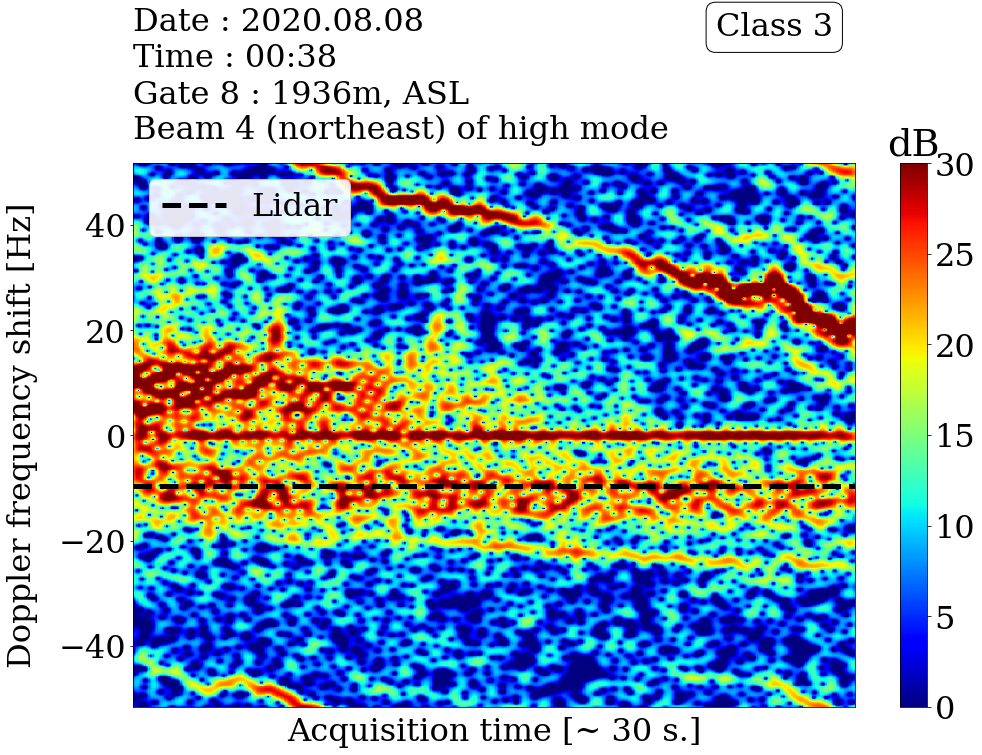 Date : 2020.08.08
Time : 00:38
Gate 8 : 1936m, ASL
Beam 4 (northeast) of high mode
Class 3
dB
Lidar
Doppler frequency shift [Hz]
40
20
0
−20
−40
Acquisition time [~ 30 s.]
30
25
20
15
10
5
0